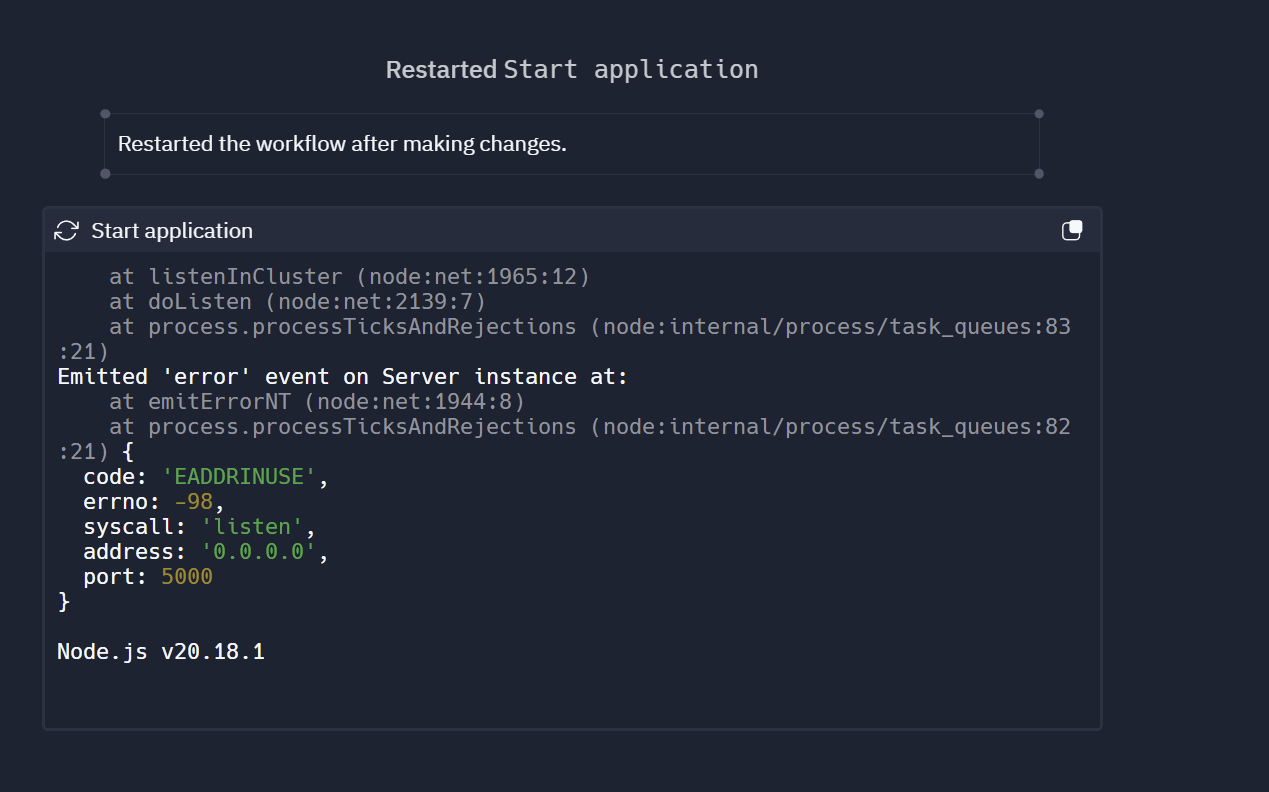 Restarted Start application
Restarted the workflow after making changes.
Start application
    at listenInCluster (node:net:1965:12)
    at doListen (node:net:2139:7)
    at process.processTicksAndRejections (node:internal/process/task_queues:83
:21)
Emitted 'error' event on Server instance at:
    at emitErrorNT (node:net:1944:8)
    at process.processTicksAndRejections (node:internal/process/task_queues:82
:21) {
  code: 'EADDRINUSE',
  errno: -98,
  syscall: 'listen',
  address: '0.0.0.0',
  port: 5000
}
Node.js v20.18.1